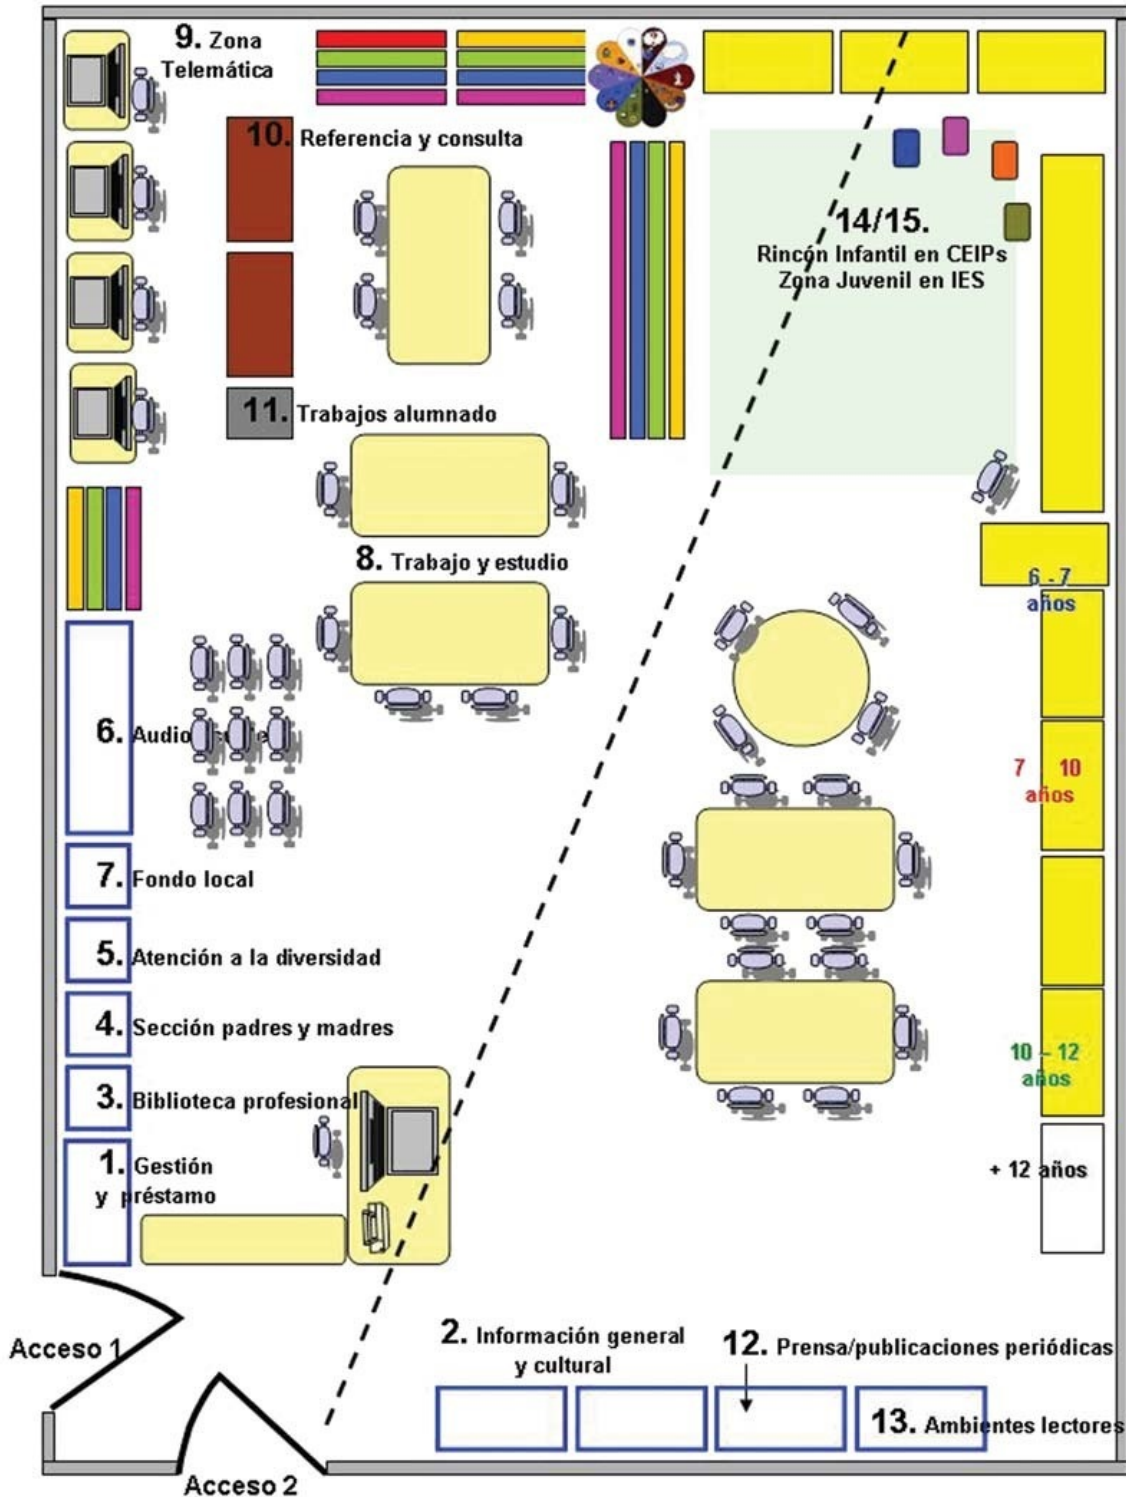 9. Zona
Telemática
10. Referencia y consulta
14/15.
Rincón Infantil en CEIPs
Zona Juvenil en IES
11. Trabajos alumnado
8. Trabajo y estudio
6 - 7
años
6.
7 - 10
años
7. Fondo local
5. Atención a la diversidad
4. Sección padres y madres
10 – 12
años
3. Biblioteca profesional
1. Gestión
y préstamo
+ 12 años
Acceso 1
2. Información general
y cultural
12. Prensa/publicaciones periódicas
13. Ambientes lectores
Acceso 2